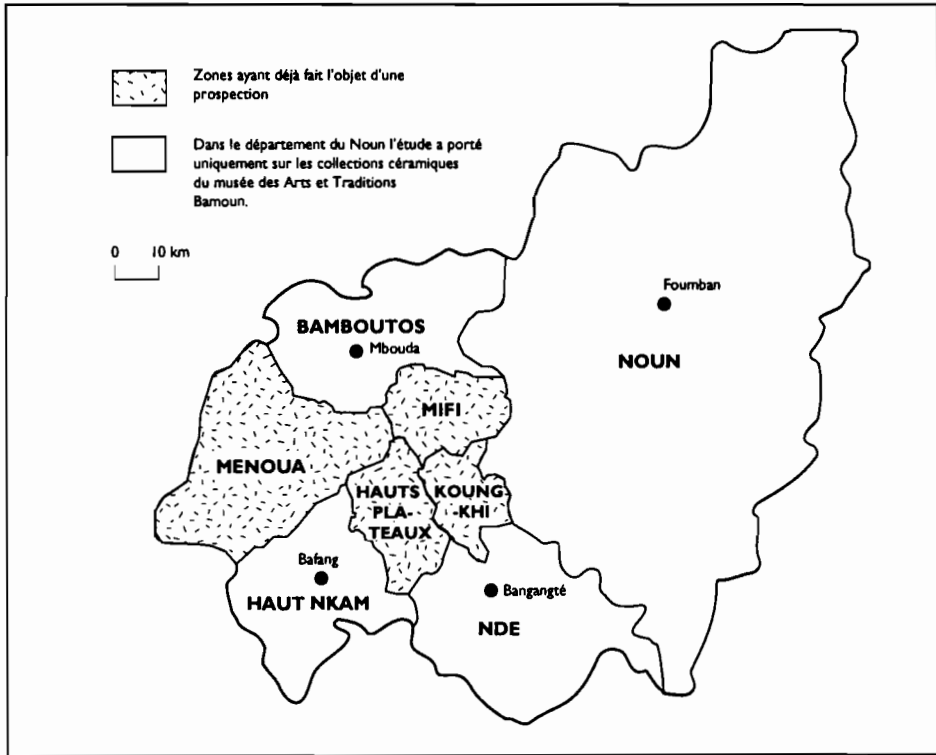 Zones ayant déjà fait l'objet d'une
prospection
Dans le département du Noun l'étude a porté
uniquement sur les collections céramiques
du musée des Arts et Traditions
Bamoun.
0 10 km
Foumban
BAMBOUTOS
Mbouda
NOUN
MIFI
MENOUA
HAUTS
PLA-
TEAUX
KOUNG
-KHI
Bafang
HAUT NKAM
Bangangté
NDE